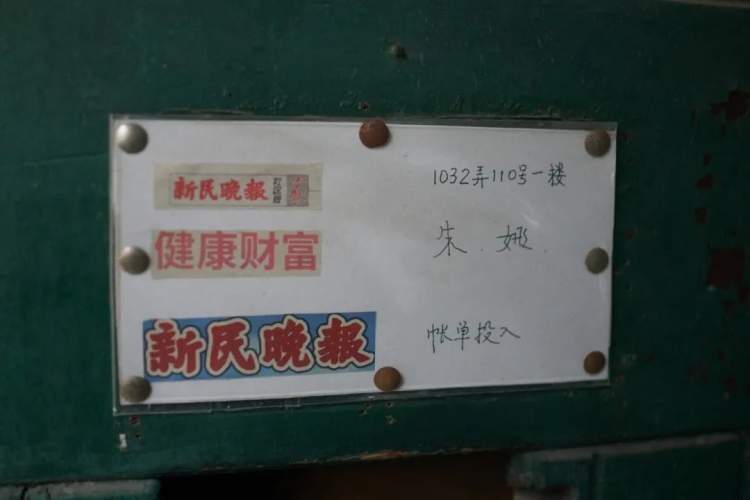 新民晚報
健康财富
新民晚報
1032弄110号一楼
朱.姚.
帐单投入